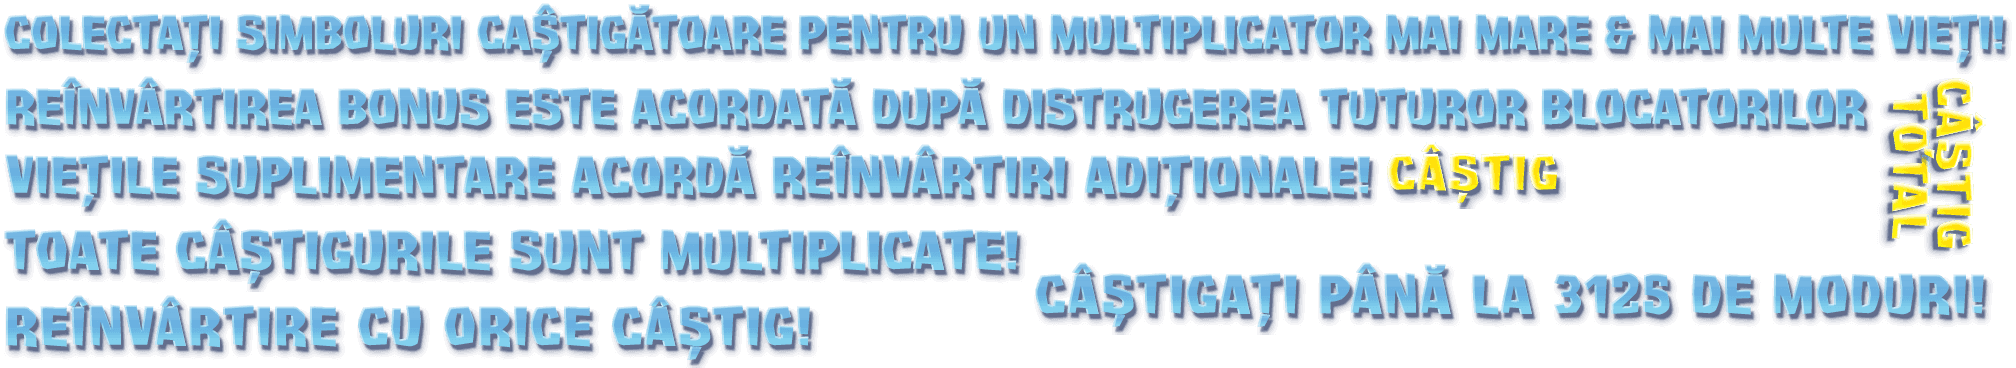 COLECTAȚI SIMBOLURI CAŜTIGĂTOARE PENTRU UN MULTIPLICATOR MAI MARE & MAI MULTE VIEȚI!
REÎNVÂRTIREA BONUS ESTE ACORDATĂ DUPĂ DISTRUGEREA TUTUROR BLOCATORILOR
CÂȘTIG
TOTAL
VIEȚILE SUPLIMENTARE ACORDĂ REÎNVÂRTIRI ADIȚIONALE!
CÂȘTIG
TOATE CÂȘTIGURILE SUNT MULTIPLICATE!
CÂȘTIGAȚI PÂNĂ LA 3125 DE MODURI!
REÎNVÂRTIRE CU ORICE CÂȘTIG!